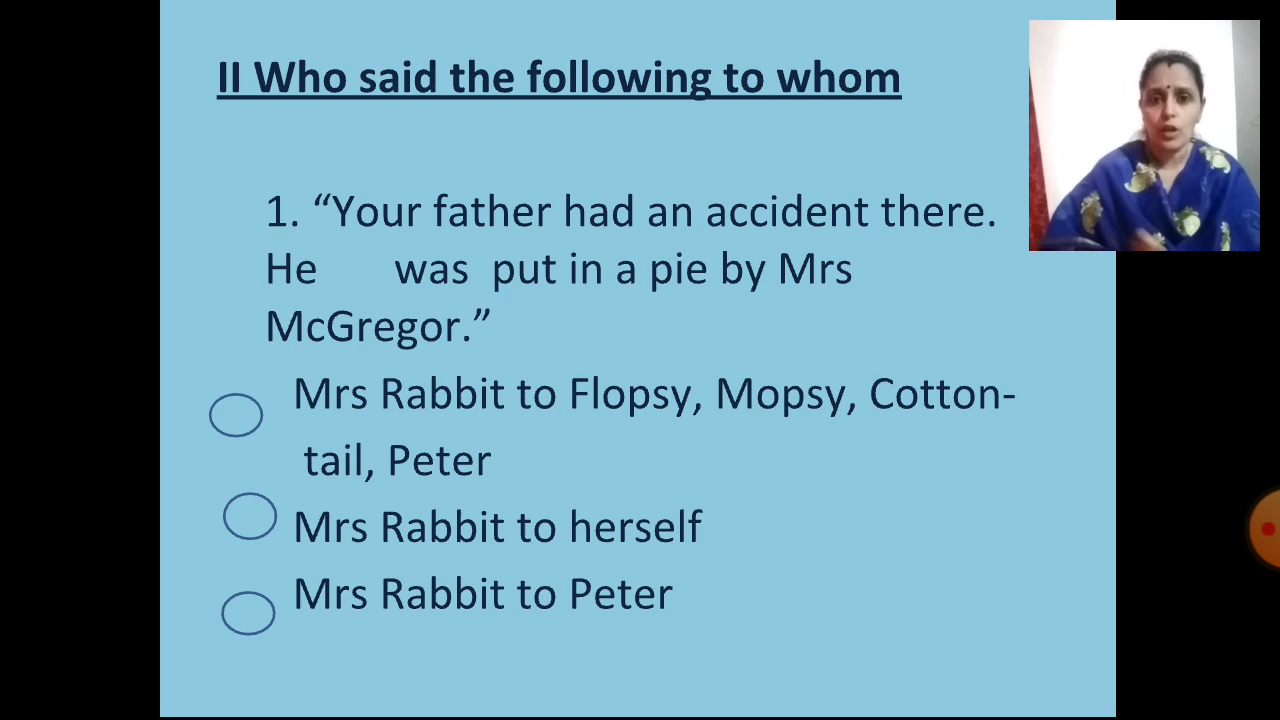 II Who said the following to whom
1. “Your father had an accident there.
He was put in a pie by Mrs
McGregor.”
Mrs Rabbit to Flopsy, Mopsy, Cotton-
tail, Peter
Mrs Rabbit to herself
Mrs Rabbit to Peter